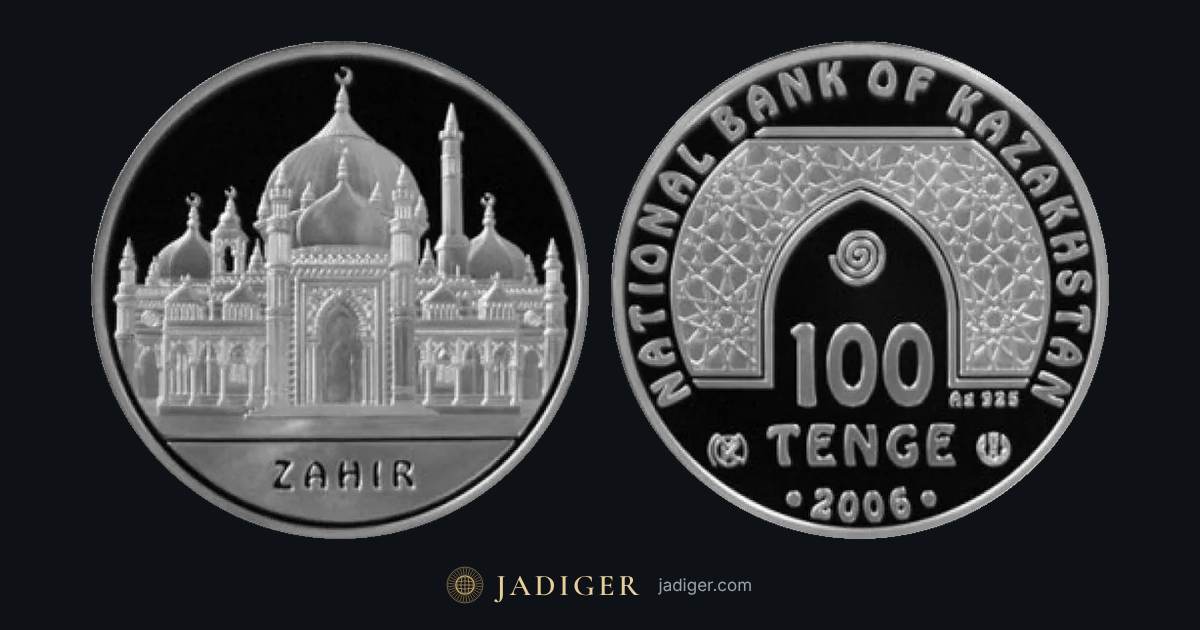 ZAHIR
NATIONAL BANK OF KAZAKHSTAN
100
Ag 925
TENGE
• 2006 •
JADIGER jadiger.com